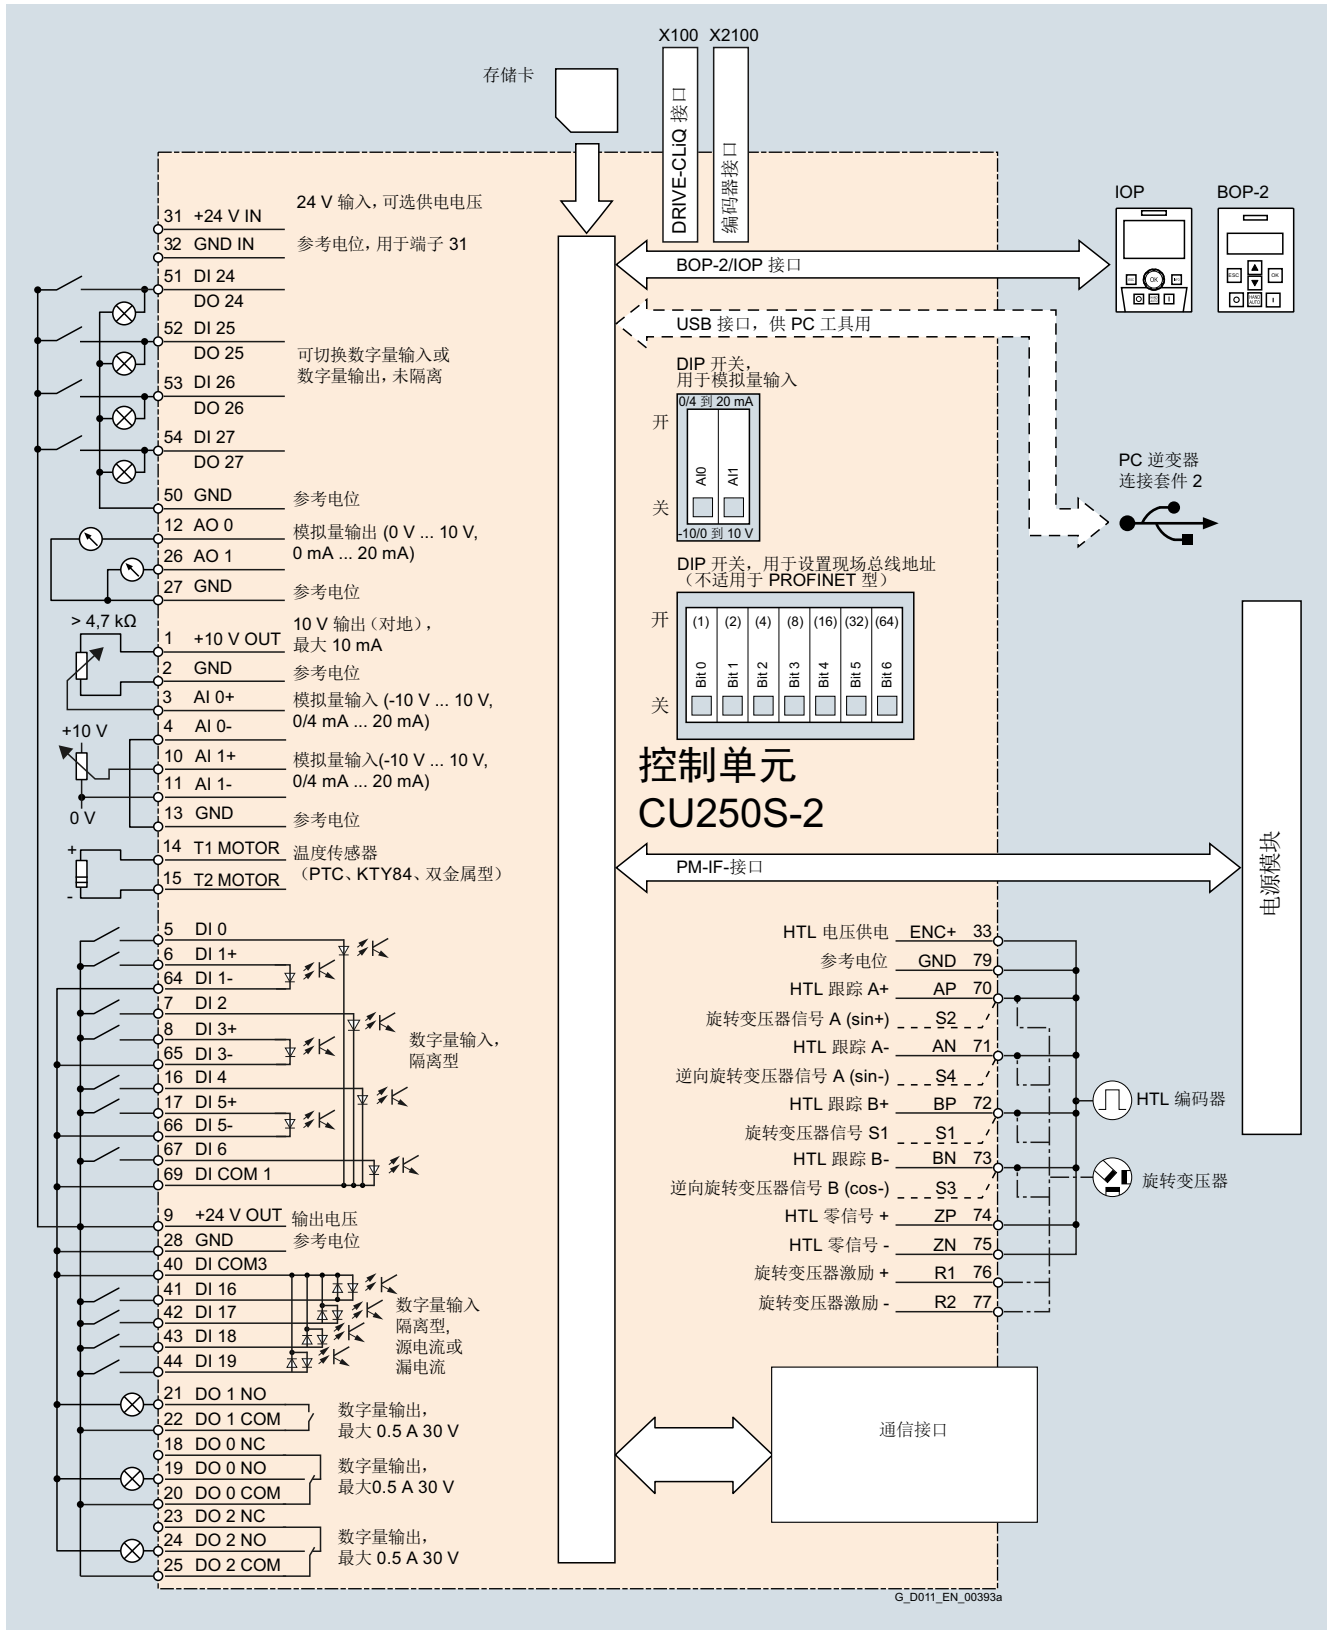 X100 X2100
存储卡
DRIVE-CLiQ 接口
编码器接口
IOP
BOP-2
31 +24 V IN
24 V 输入，可选供电电压
32 GND IN
参考电位，用于端子 31
BOP-2/IOP 接口
ESC
OK
HAND
AUTO
I
51 DI 24
DO 24
52 DI 25
DO 25
53 DI 26
DO 26
54 DI 27
DO 27
可切换数字量输入或
数字量输出，未隔离
USB 接口，供 PC 工具用
DIP 开关，
用于模拟量输入
0/4 到 20 mA
开
AI0
AI1
关
-10/0 到 10 V
PC 逆变器
连接套件 2
50 GND
参考电位
12 AO 0
26 AO 1
模拟量输出 (0 V ... 10 V,
0 mA ... 20 mA)
27 GND
参考电位
DIP 开关，用于设置现场总线地址
（不适用于 PROFINET 型）
开
(1) (2) (4) (8) (16) (32) (64)
Bit 0 Bit 1 Bit 2 Bit 3 Bit 4 Bit 5 Bit 6
关
> 4,7 kΩ
1 +10 V OUT
10 V 输出（对地），
最大 10 mA
2 GND
参考电位
3 AI 0+
4 AI 0-
模拟量输入 (-10 V ... 10 V,
0/4 mA ... 20 mA)
+10 V
10 AI 1+
11 AI 1-
模拟量输入(-10 V ... 10 V,
0/4 mA ... 20 mA)
0 V
13 GND
参考电位
控制单元
CU250S-2
+
14 T1 MOTOR
15 T2 MOTOR
-
温度传感器
（PTC、KTY84、双金属型）
PM-IF-接口
电源模块
5 DI 0
6 DI 1+
64 DI 1-
7 DI 2
8 DI 3+
65 DI 3-
16 DI 4
17 DI 5+
66 DI 5-
67 DI 6
69 DI COM 1
数字量输入，
隔离型
9 +24 V OUT
输出电压
28 GND
参考电位
40 DI COM3
41 DI 16
42 DI 17
43 DI 18
44 DI 19
数字量输入
隔离型，
源电流或
漏电流
21 DO 1 NO
22 DO 1 COM
数字量输出，
最大 0.5 A 30 V
18 DO 0 NC
19 DO 0 NO
20 DO 0 COM
数字量输出，
最大0.5 A 30 V
23 DO 2 NC
24 DO 2 NO
25 DO 2 COM
数字量输出，
最大 0.5 A 30 V
HTL 电压供电 ENC+ 33
参考电位 GND 79
HTL 跟踪 A+ AP 70
旋转变压器信号 A (sin+) S2
HTL 跟踪 A- AN 71
逆向旋转变压器信号 A (sin-) S4
HTL 跟踪 B+ BP 72
旋转变压器信号 S1 S1
HTL 跟踪 B- BN 73
逆向旋转变压器信号 B (cos-) S3
HTL 零信号 + ZP 74
HTL 零信号 - ZN 75
旋转变压器激励 + R1 76
旋转变压器激励 - R2 77
HTL 编码器
旋转变压器
通信接口
G_D011_EN_00393a